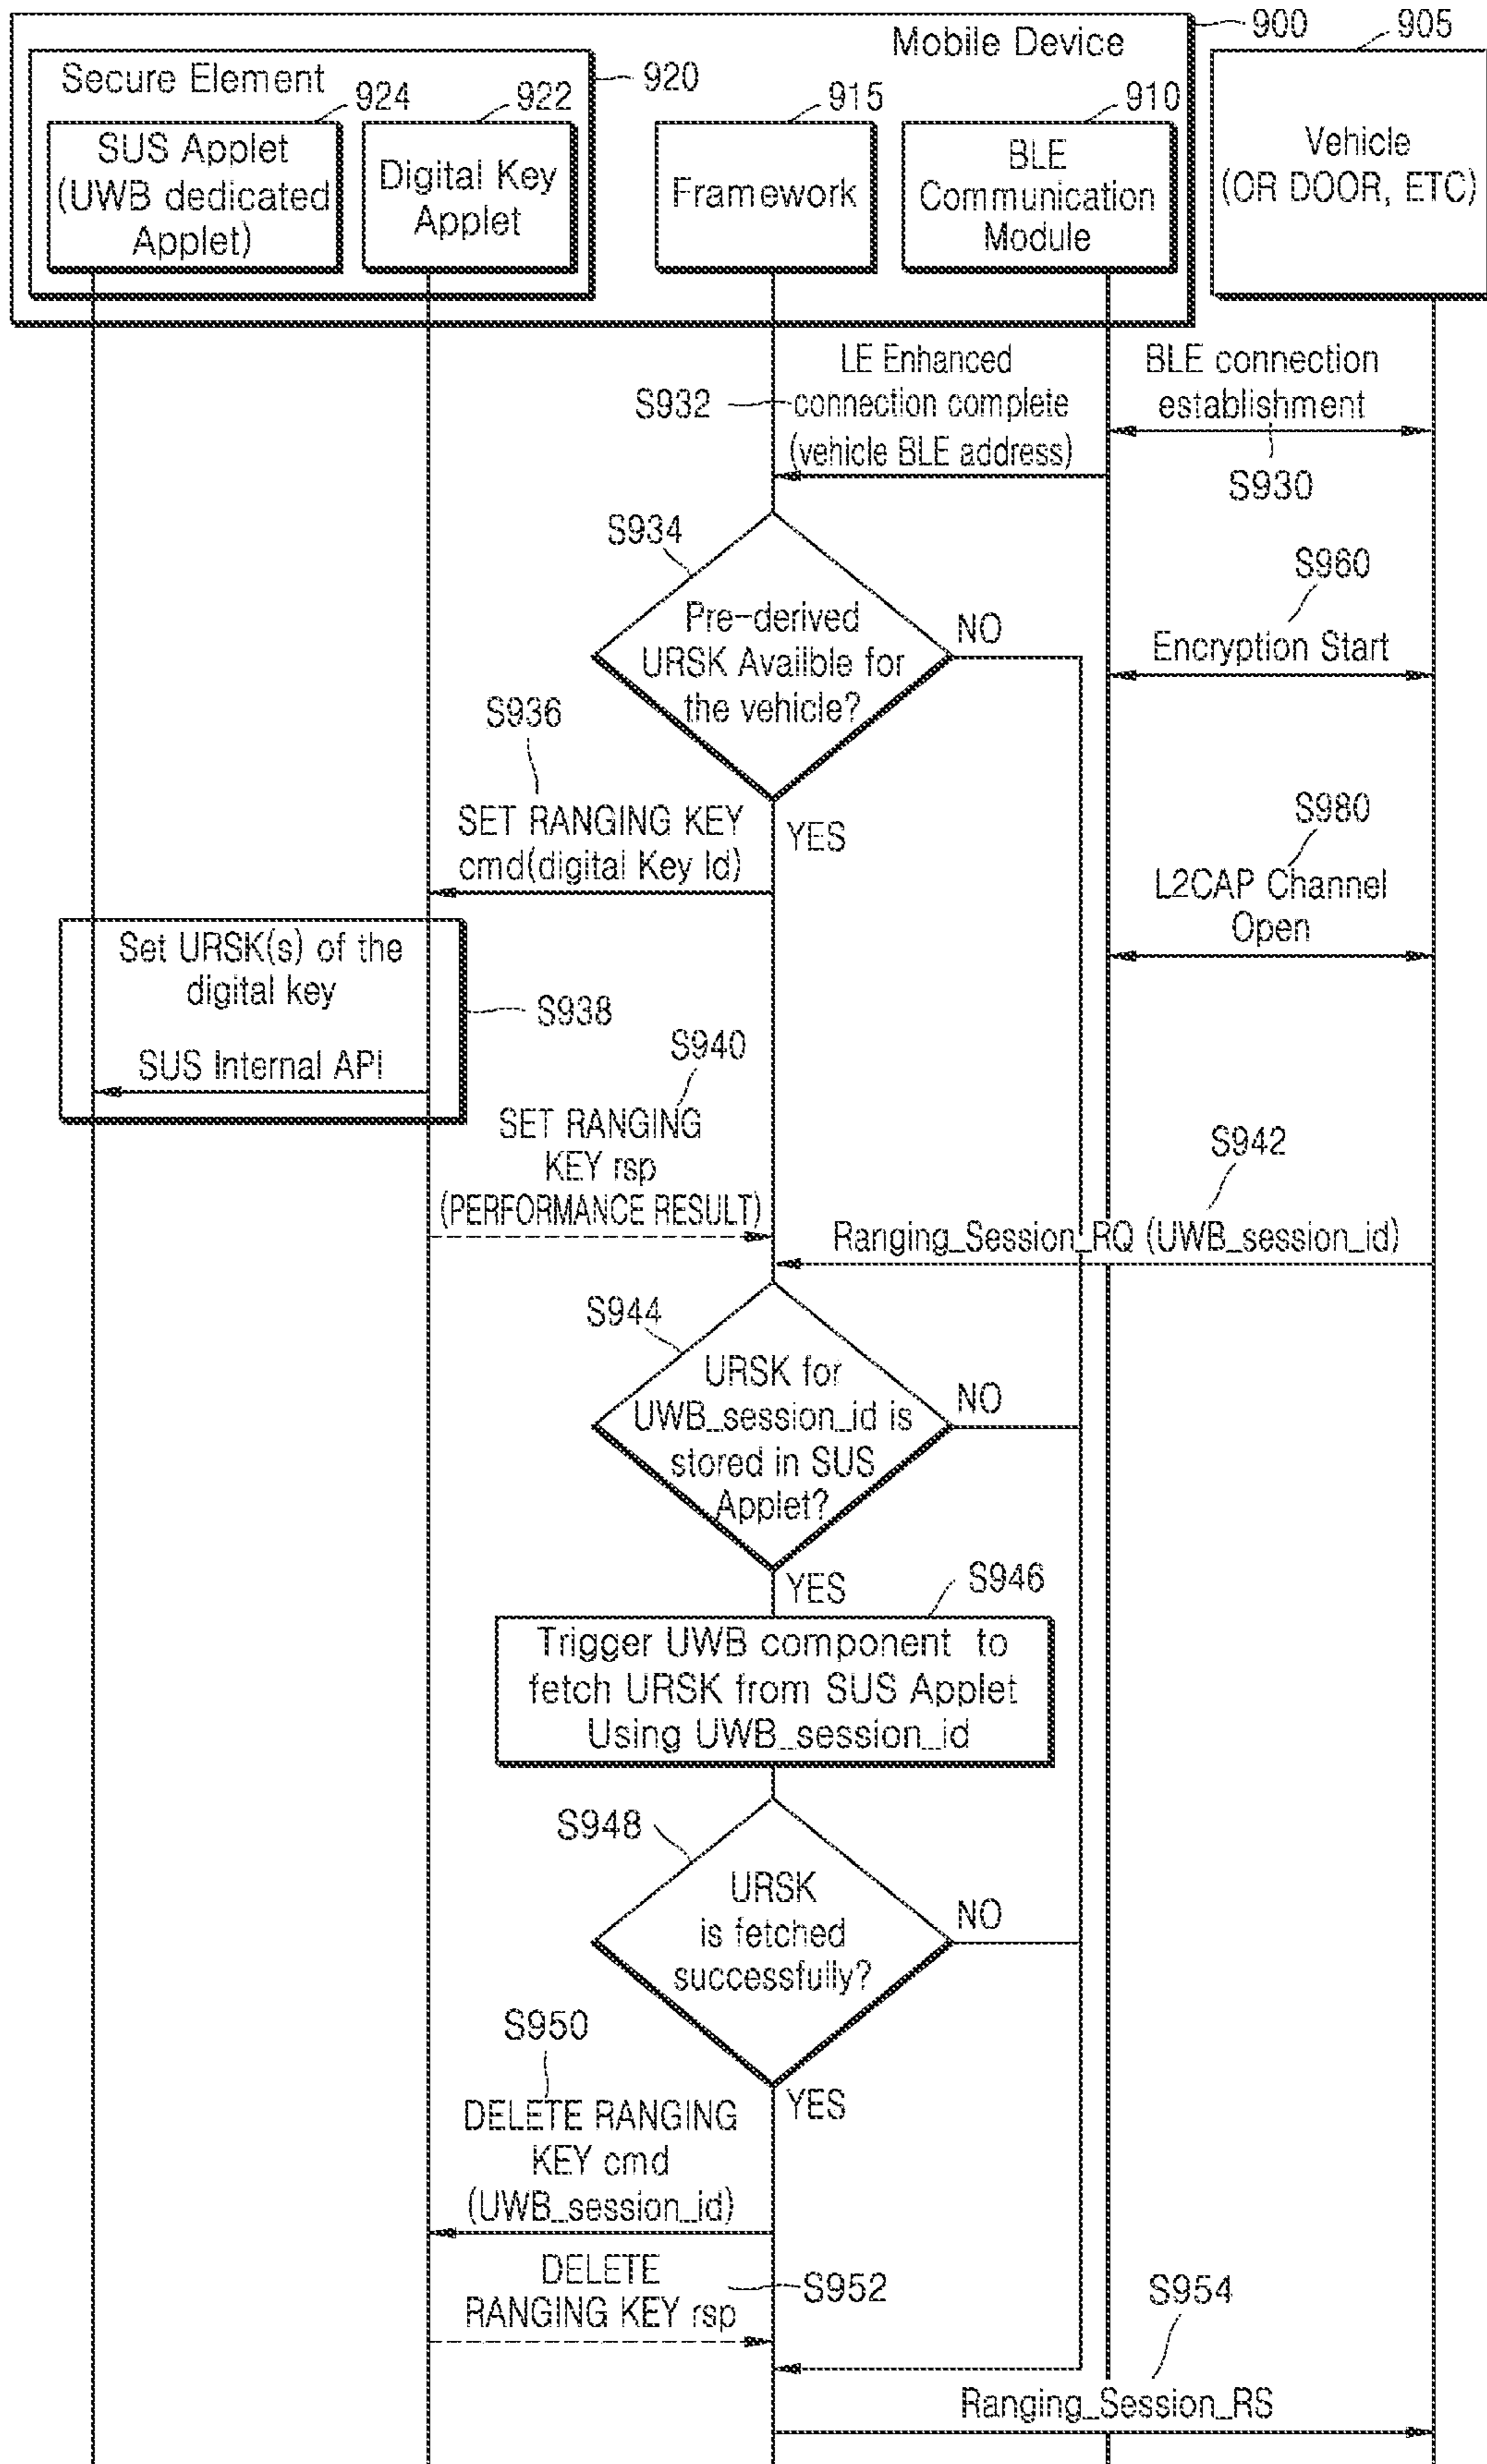 Mobile Device
900
905
Secure Element
920
924
922
915
910
SUS Applet
(UWB dedicated
Applet)
Digital Key
Applet
Framework
BLE
Communication
Module
Vehicle
(OR DOOR, ETC)
LE Enhanced
connection complete
(vehicle BLE address)
S932
BLE connection
establishment
S930
S934
Pre-derived
URSK Availble for
the vehicle?
NO
YES
S960
Encryption Start
S936
SET RANGING KEY
cmd(digital Key Id)
S980
L2CAP Channel
Open
Set URSK(s) of the
digital key
SUS Internal API
S938
S940
SET RANGING
KEY rsp
(PERFORMANCE RESULT)
S942
Ranging_Session_RQ (UWB_session_id)
S944
URSK for
UWB_session_id is
stored in SUS
Applet?
NO
YES
S946
Trigger UWB component to
fetch URSK from SUS Applet
Using UWB_session_id
S948
URSK
is fetched
successfully?
NO
YES
S950
DELETE RANGING
KEY cmd
(UWB_session_id)
DELETE
RANGING KEY rsp
S952
S954
Ranging_Session_RS